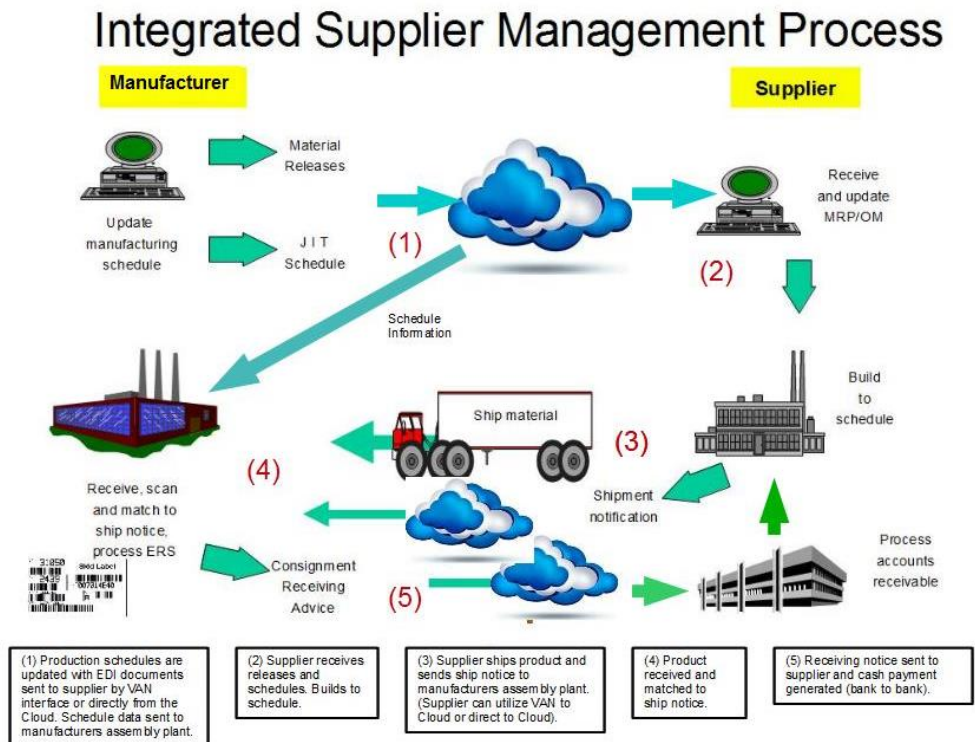 Integrated Supplier Management Process
Manufacturer
Supplier
Material
Releases
Update
manufacturing
schedule
J I T
Schedule
(1)
Receive
and update
MRP/OM
(2)
Schedule
Information
Build
to
schedule
Ship material
(3)
(4)
Receive, scan
and match to
ship notice,
process ERS
Shipment
notification
Skid Label
Consignment
Receiving
Advice
(5)
Process
accounts
receivable
(1) Production schedules are
updated with EDI documents
sent to supplier by VAN
interface or directly from the
Cloud. Schedule data sent to
manufacturers assembly plant.
(2) Supplier receives
releases and
schedules. Builds to
schedule.
(3) Supplier ships product and
sends ship notice to
manufacturers assembly plant.
(Supplier can utilize VAN to
Cloud or direct to Cloud).
(4) Product
received and
matched to
ship notice.
(5) Receiving notice sent to
supplier and cash payment
generated (bank to bank).